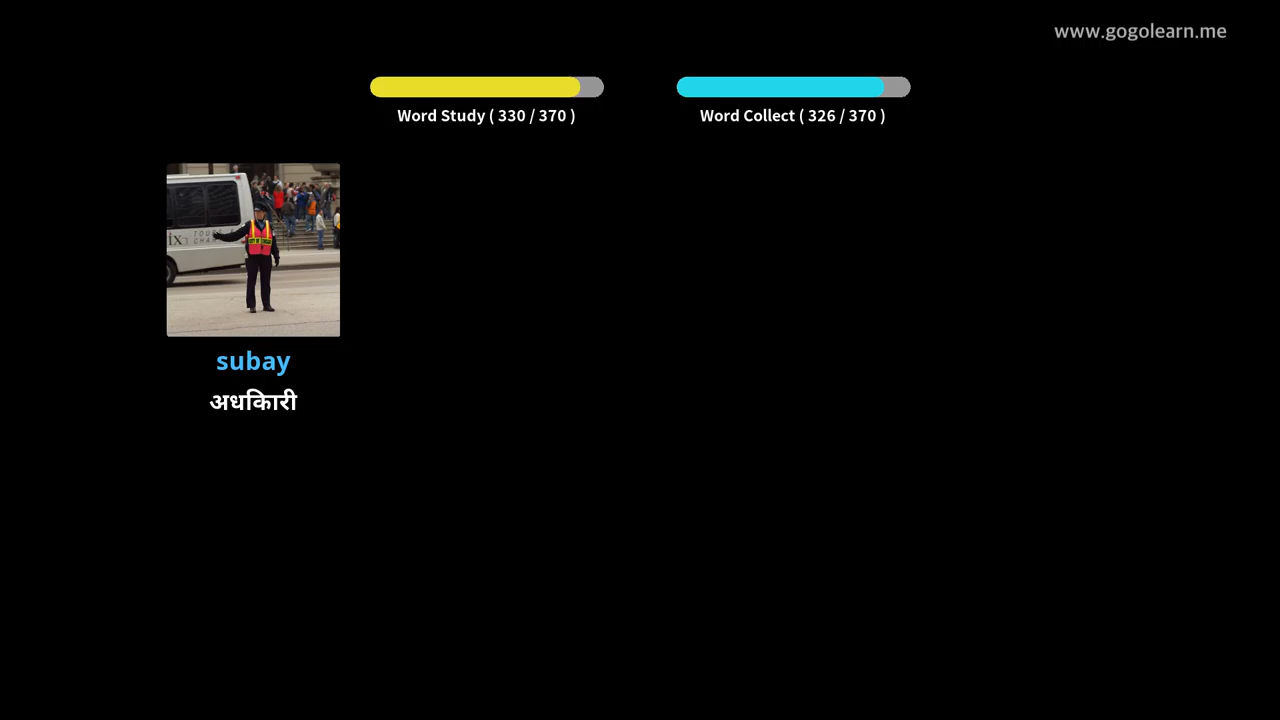 www.gogolearn.me
Word Study ( 330 / 370 )
Word Collect ( 326 / 370 )
subay
अधिकारी